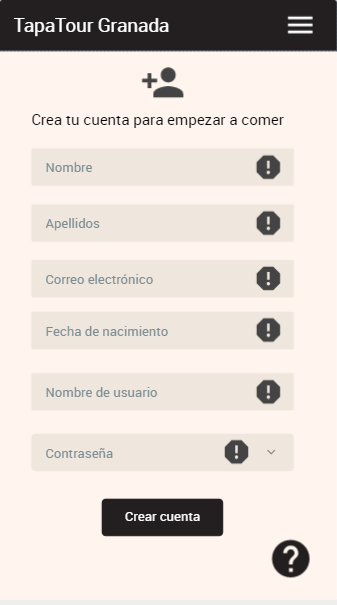 TapaTour Granada
Crea tu cuenta para empezar a comer
Nombre
Apellidos
Correo electrónico
Fecha de nacimiento
Nombre de usuario
Contraseña
Crear cuenta